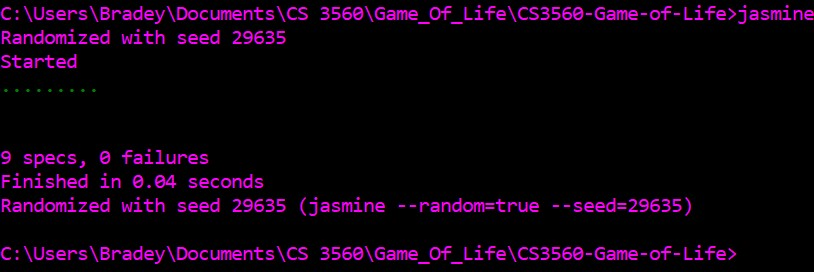 C:\Users\Bradey\Documents\CS 3560\Game_Of_Life\CS3560-Game-of-Life>jasmine
Randomized with seed 29635
Started
.........
9 specs, 0 failures
Finished in 0.04 seconds
Randomized with seed 29635 (jasmine --random=true --seed=29635)
C:\Users\Bradey\Documents\CS 3560\Game_Of_Life\CS3560-Game-of-Life>